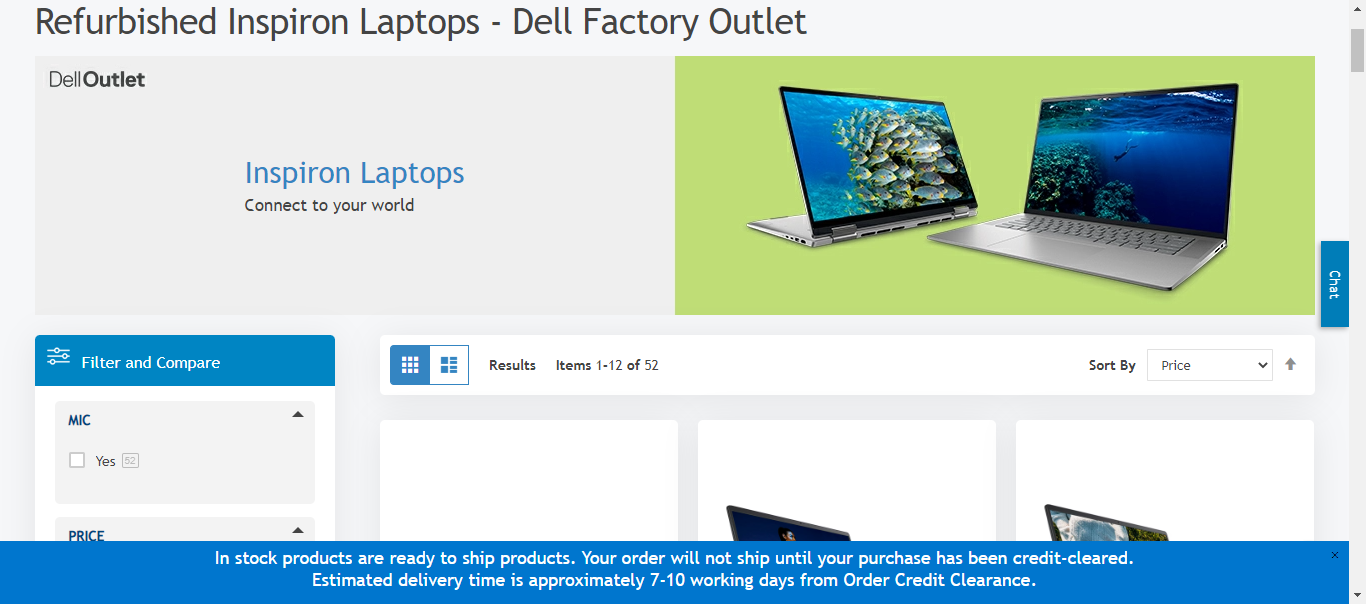 Refurbished Inspiron Laptops - Dell Factory Outlet
DellOutlet
Inspiron Laptops
Connect to your world
Chat
Filter and Compare
Results Items 1-12 of 52
Sort By Price
MIC
Yes 52
PRICE
In stock products are ready to ship products. Your order will not ship until your purchase has been credit-cleared.
Estimated delivery time is approximately 7-10 working days from Order Credit Clearance.